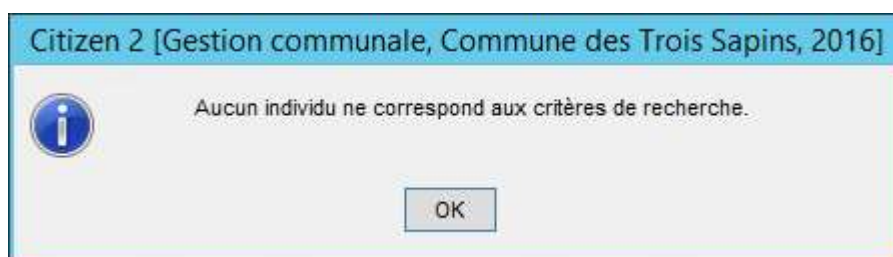 Citizen 2 [Gestion communale, Commune des Trois Sapins, 2016]
Aucun individu ne correspond aux critères de recherche.
OK